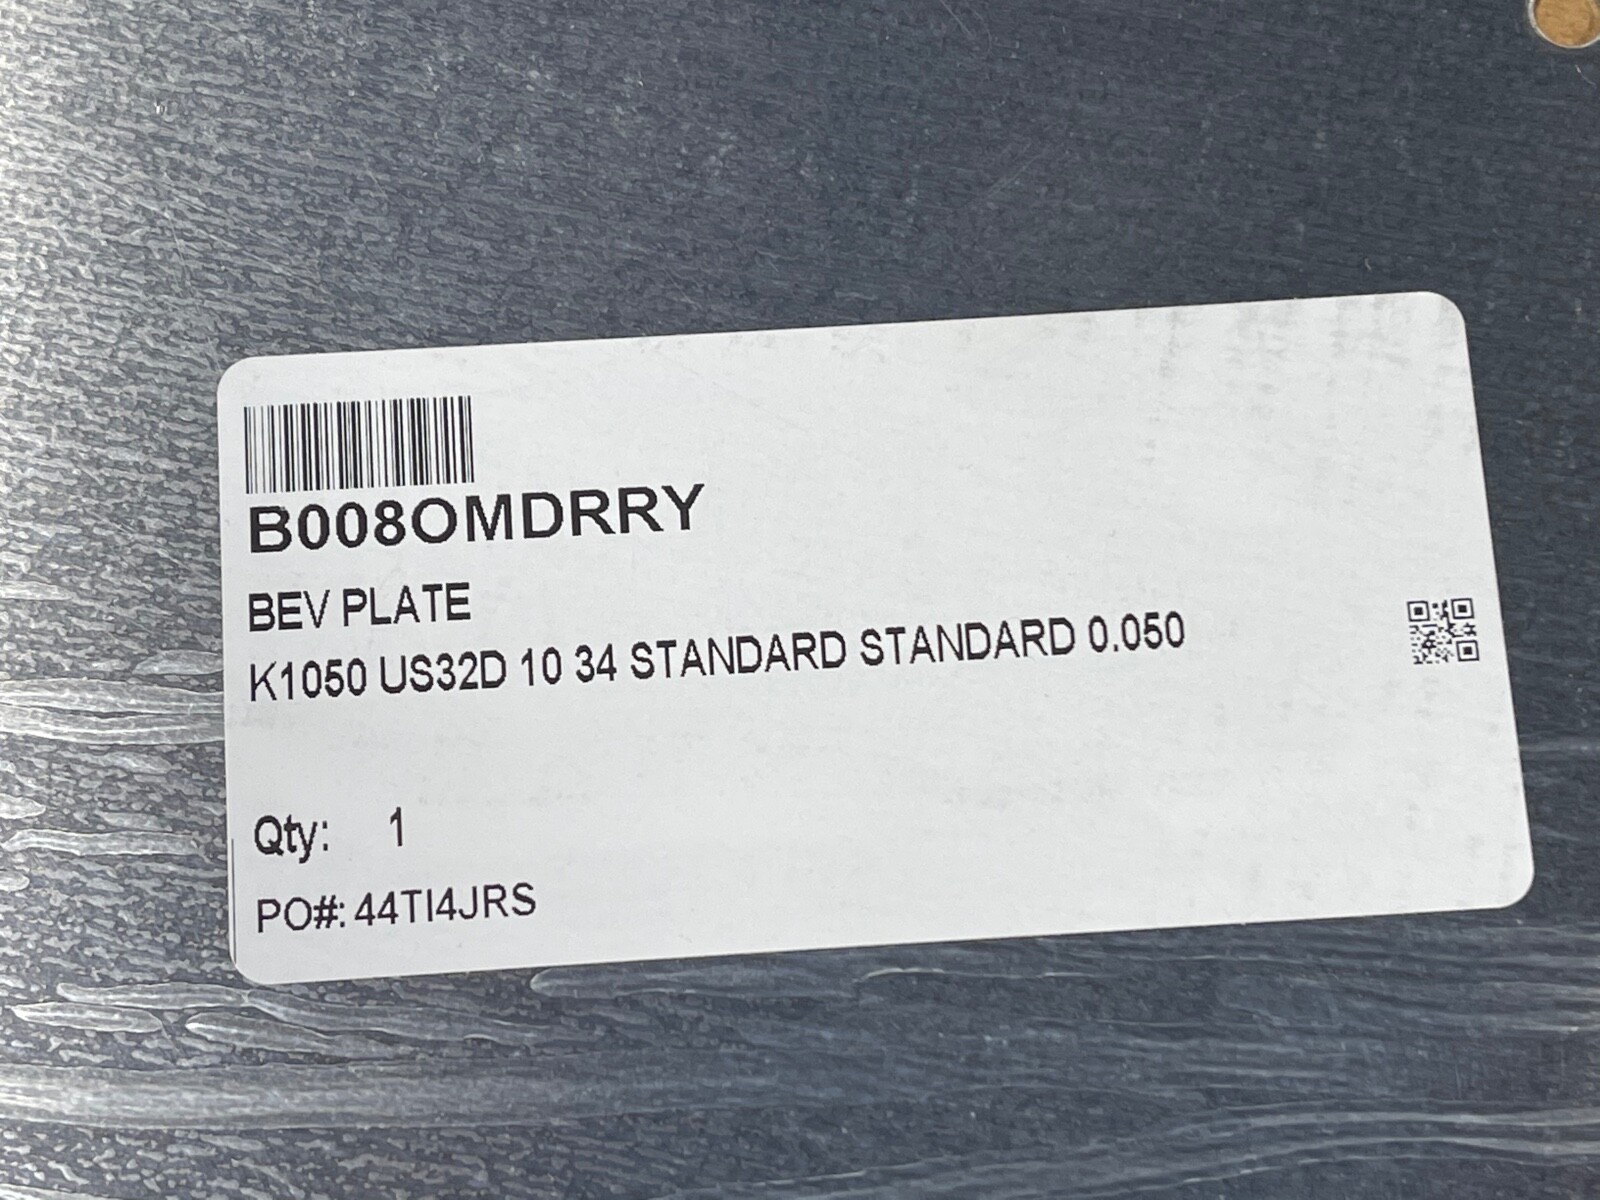 B008OMDRRY
BEV PLATE
K1050 US32D 10 34 STANDARD STANDARD 0.050
Qty: 1
PO#: 44TI4JRS